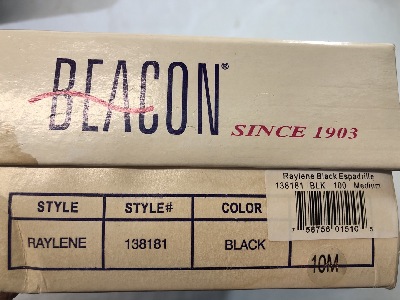 BEACON®
SINCE 1903
Raylene Black Espadrille
138181 BLK 100 Medium
STYLE STYLE# COLOR
RAYLENE 138181 BLACK
10M